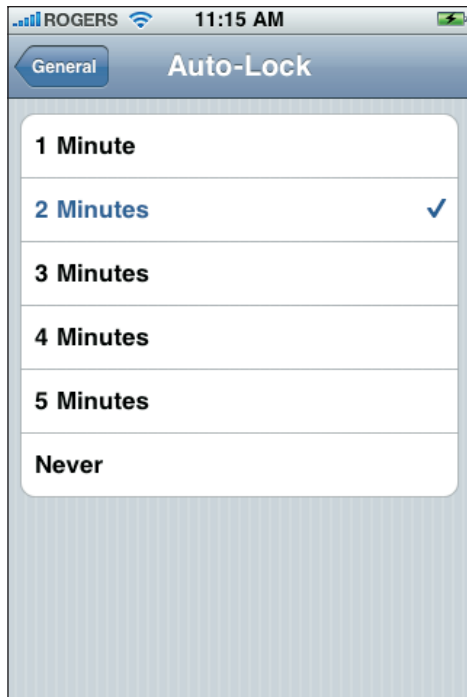 ROGERS 11:15 AM
General Auto-Lock
1 Minute
2 Minutes
3 Minutes
4 Minutes
5 Minutes
Never